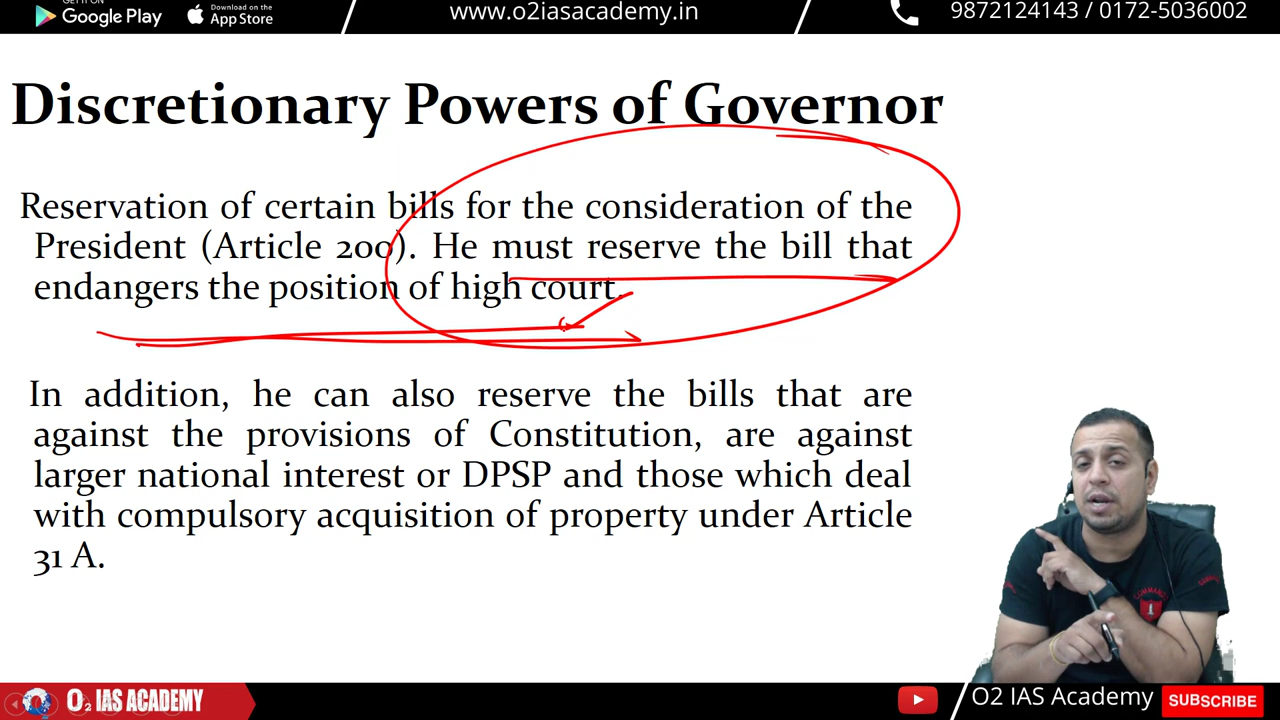 GET IT ON
Google Play
Download on the
App Store
www.o2iasacademy.in
9872124143 / 0172-5036002
Discretionary Powers of Governor
Reservation of certain bills for the consideration of the
President (Article 200). He must reserve the bill that
endangers the position of high court.
In addition, he can also reserve the bills that are
against the provisions of Constitution, are against
larger national interest or DPSP and those which deal
with compulsory acquisition of property under Article
31 A.
O2 IAS ACADEMY
O2 IAS Academy
SUBSCRIBE